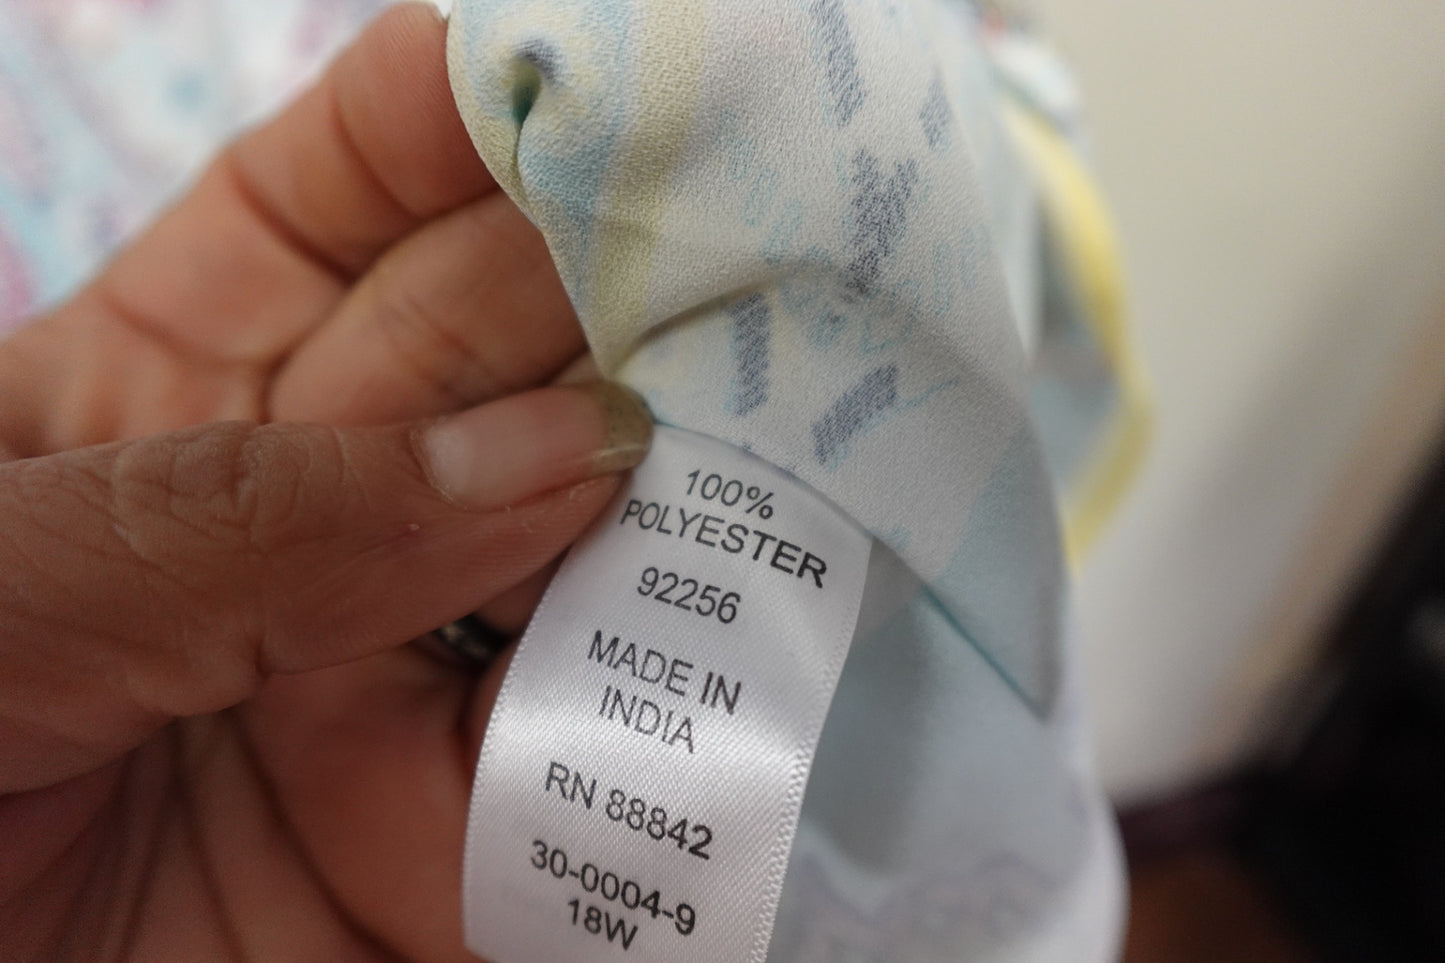 100%
POLYESTER
92256
MADE IN
INDIA
RN 88842
30-0004-9
18W